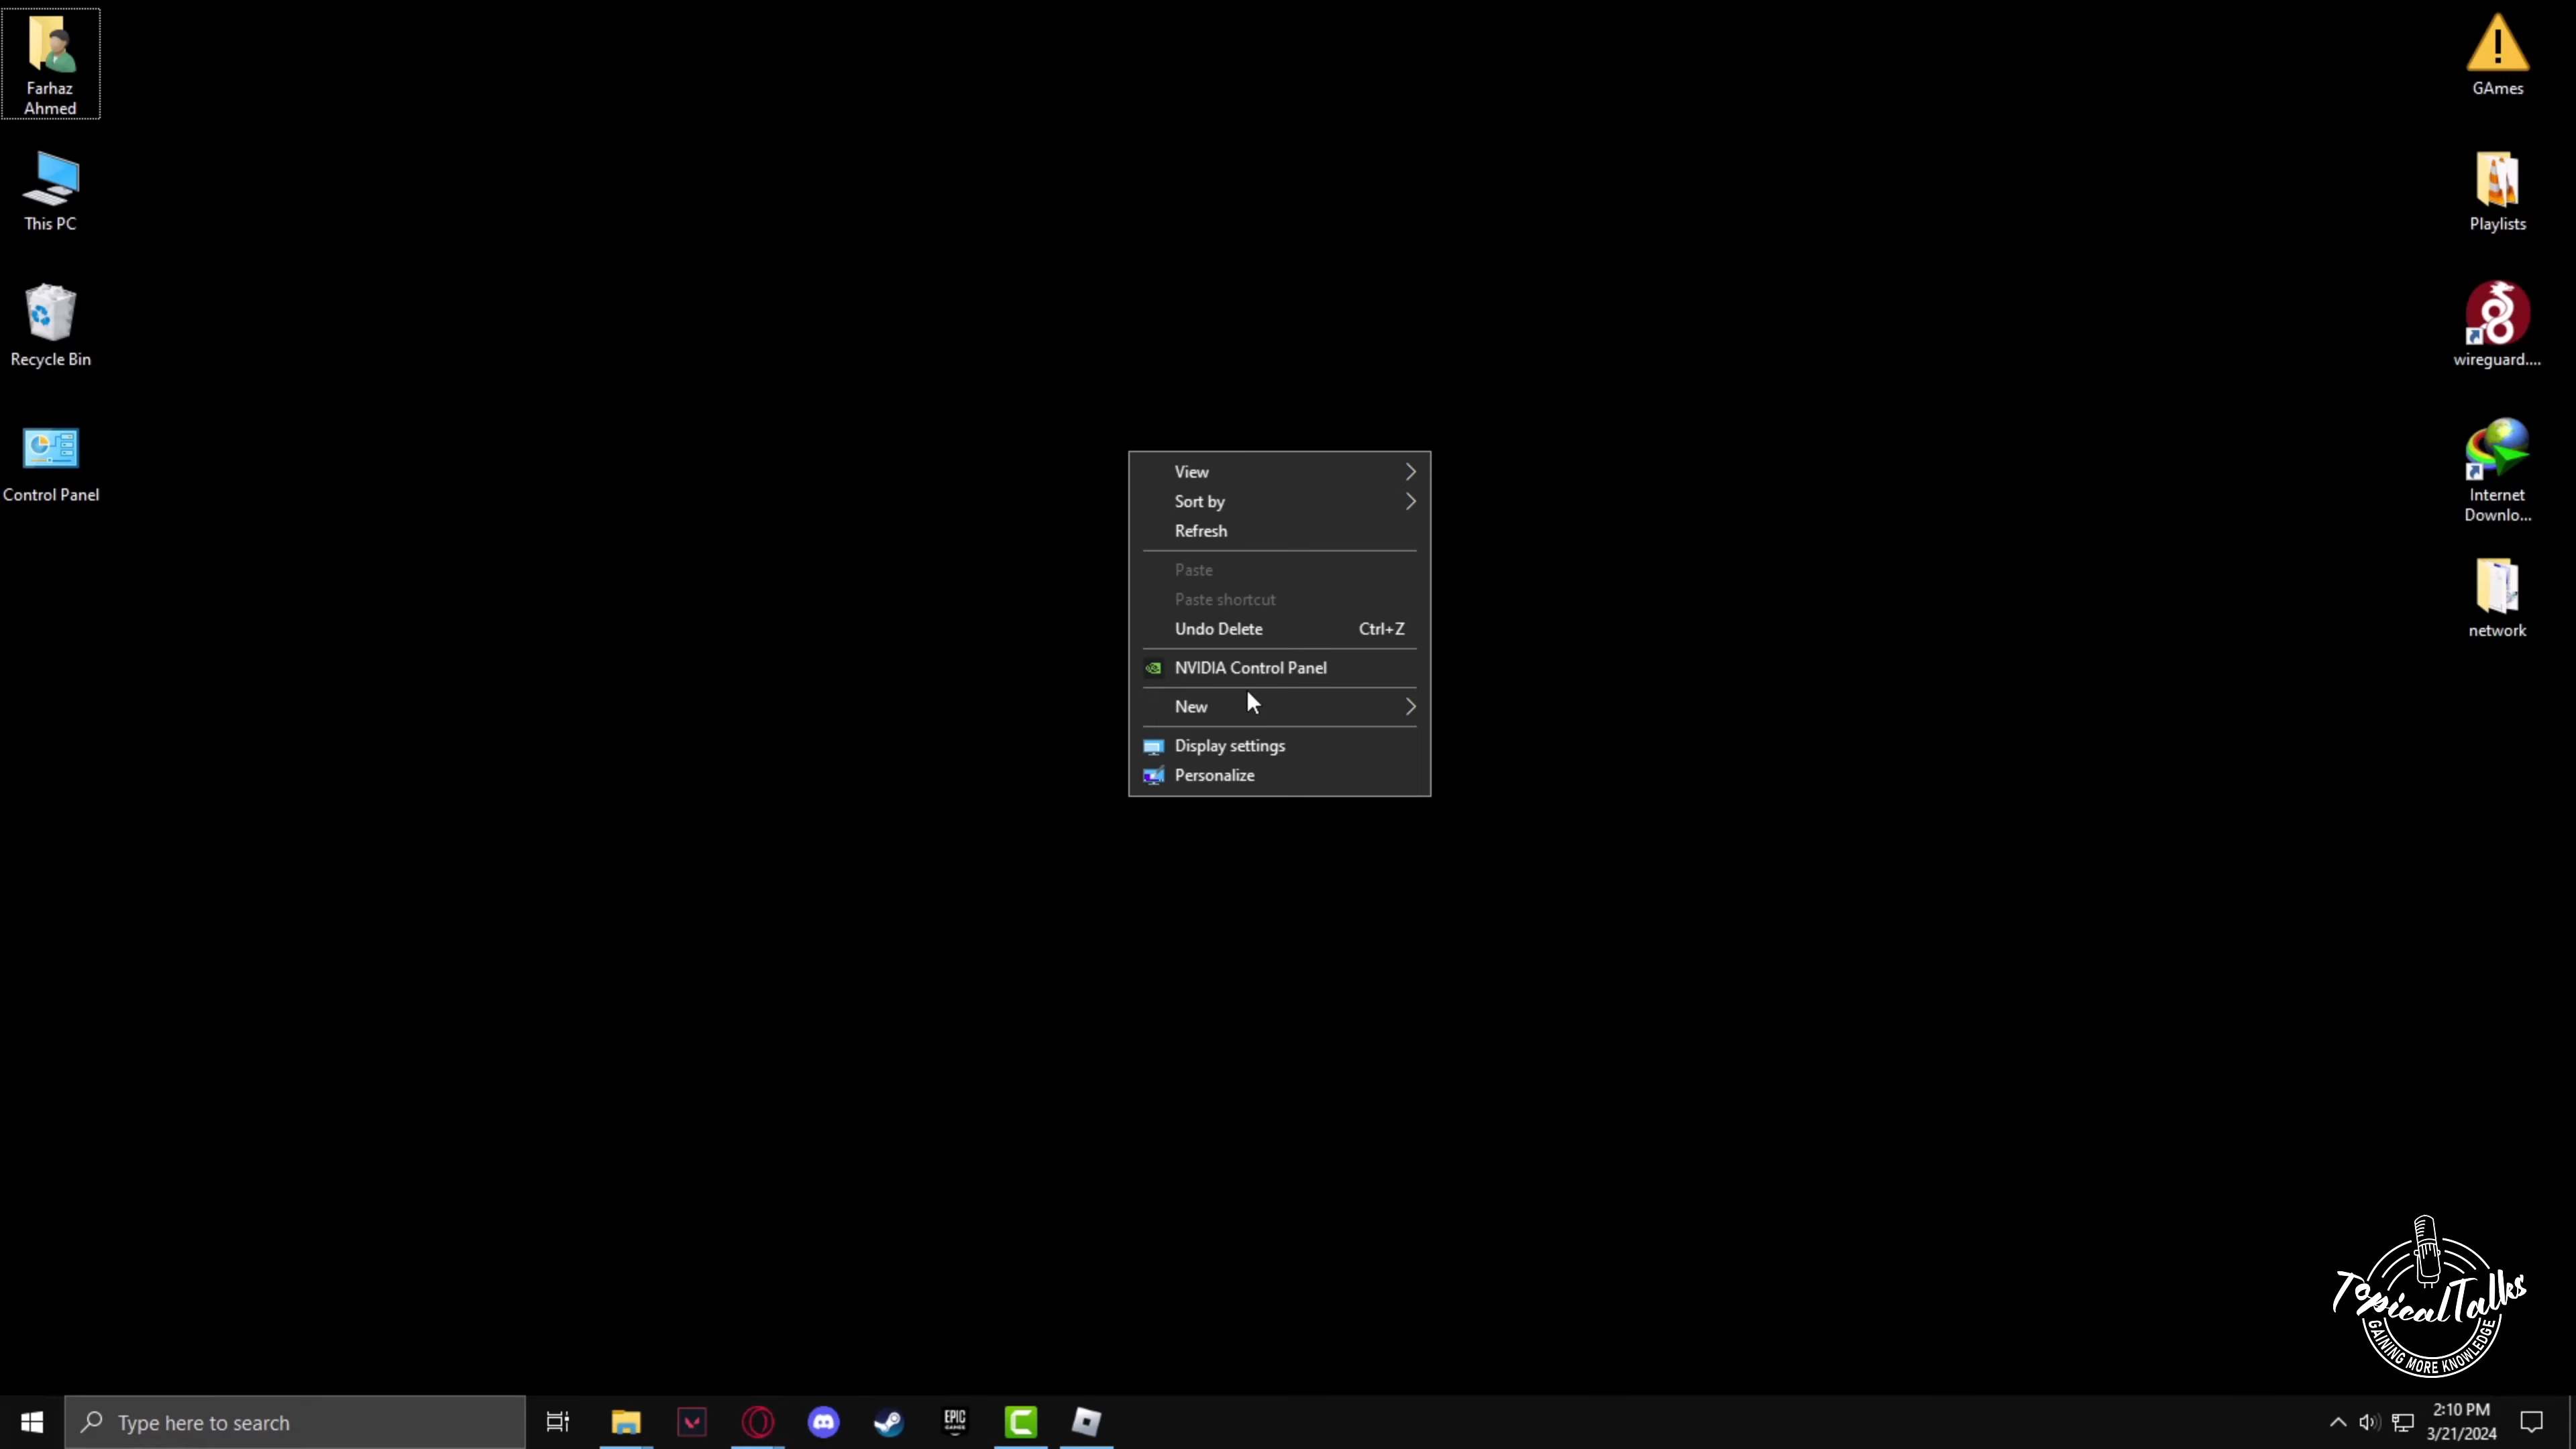 Farhaz
Ahmed
This PC
Recycle Bin
Control Panel
View
Sort by
Refresh
Paste
Paste shortcut
Undo Delete Ctrl+Z
NVIDIA Control Panel
New
Display settings
Personalize
GAmes
Playlists
wireguard....
Internet
Downlo...
network
TopicalTalks
GAINING MORE KNOWLEDGE
Type here to search
EPIC
GAMES
2:10 PM
3/21/2024